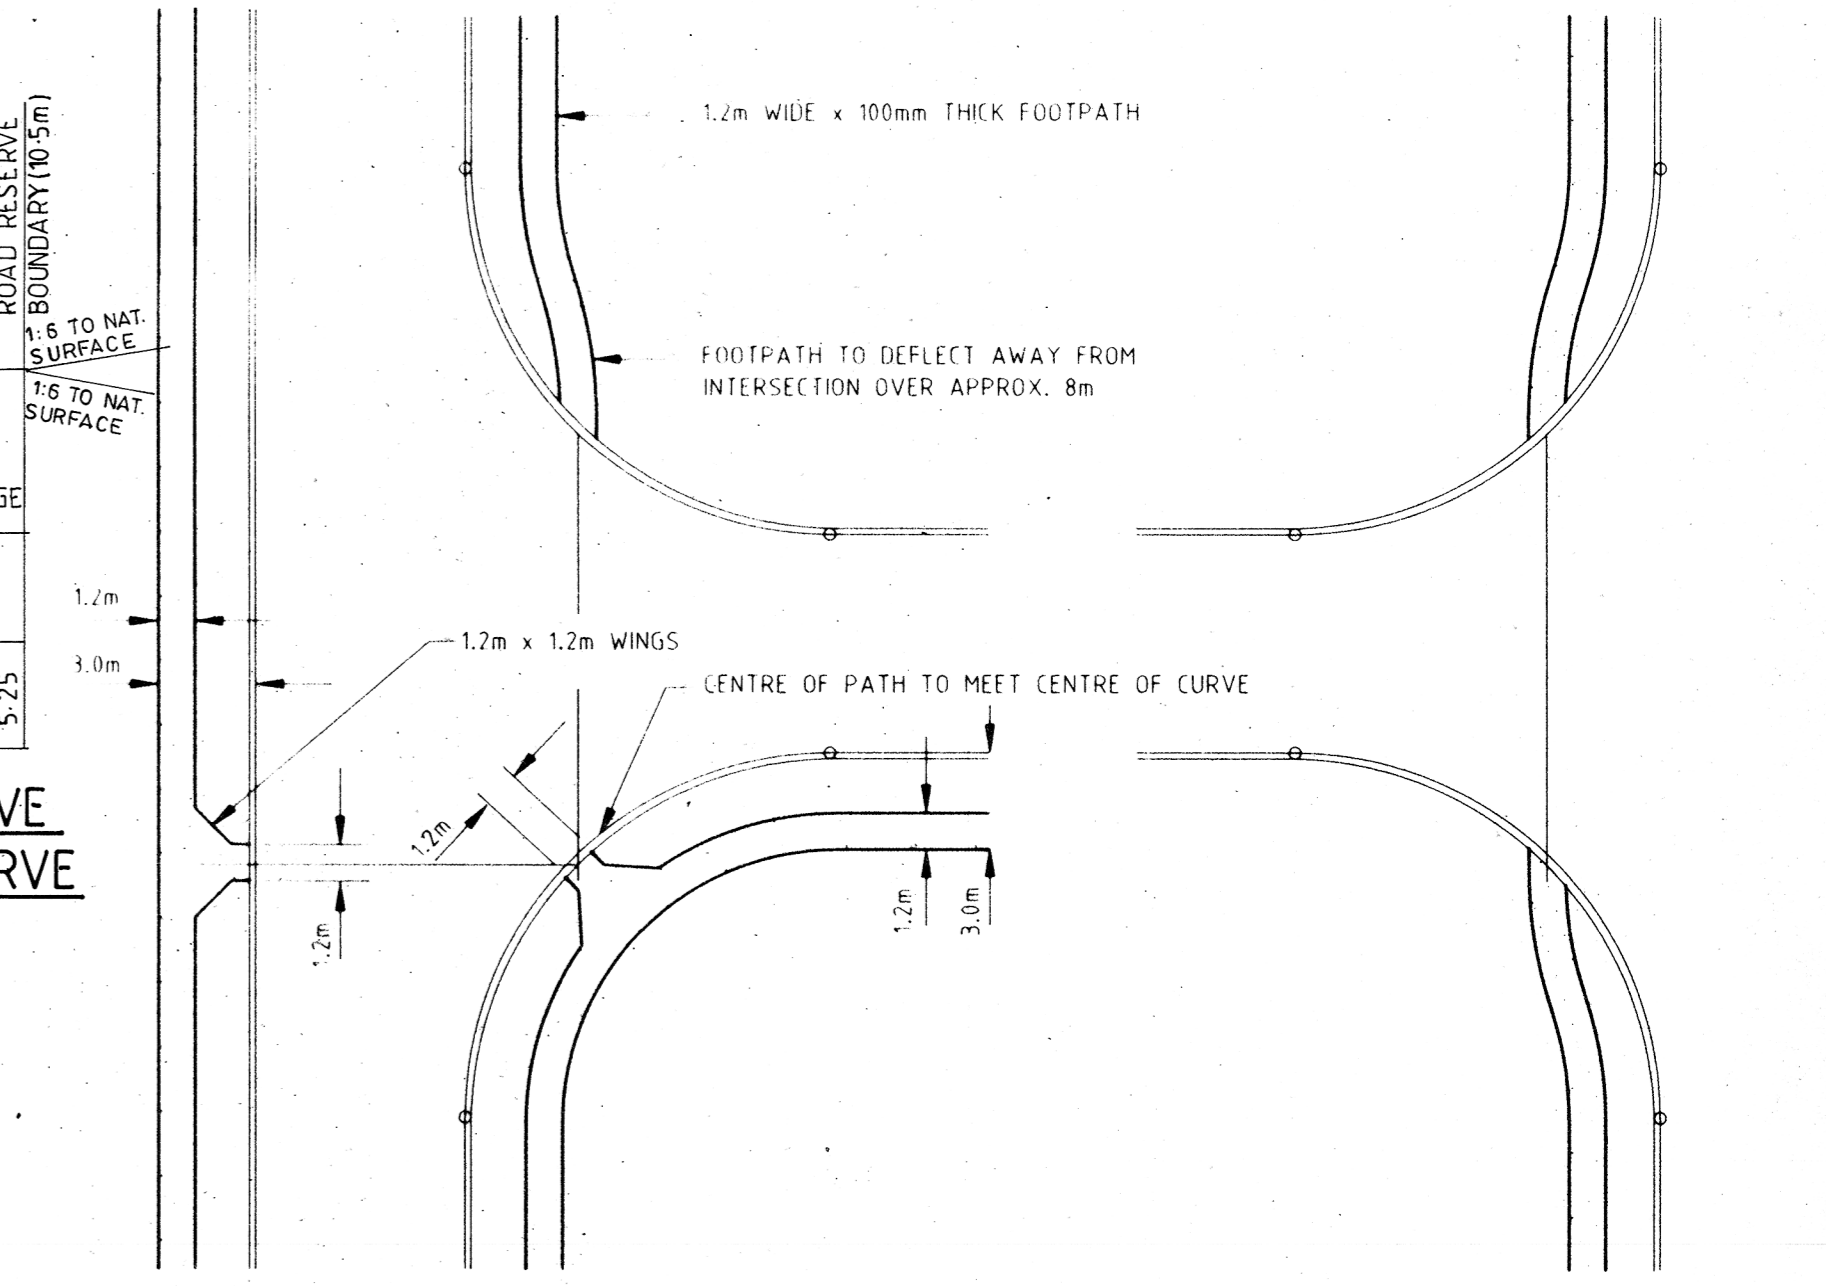 ROAD RESERVE
BOUNDARY (10·5m)
1:6 TO NAT.
SURFACE
1:6 TO NAT.
SURFACE
GE
5·25
VE
RVE
1.2m WIDE x 100mm THICK FOOTPATH
FOOTPATH TO DEFLECT AWAY FROM
INTERSECTION OVER APPROX. 8m
1.2m
3.0m
1.2m x 1.2m WINGS
CENTRE OF PATH TO MEET CENTRE OF CURVE
1.2m
1.2m
1.2m
3.0m